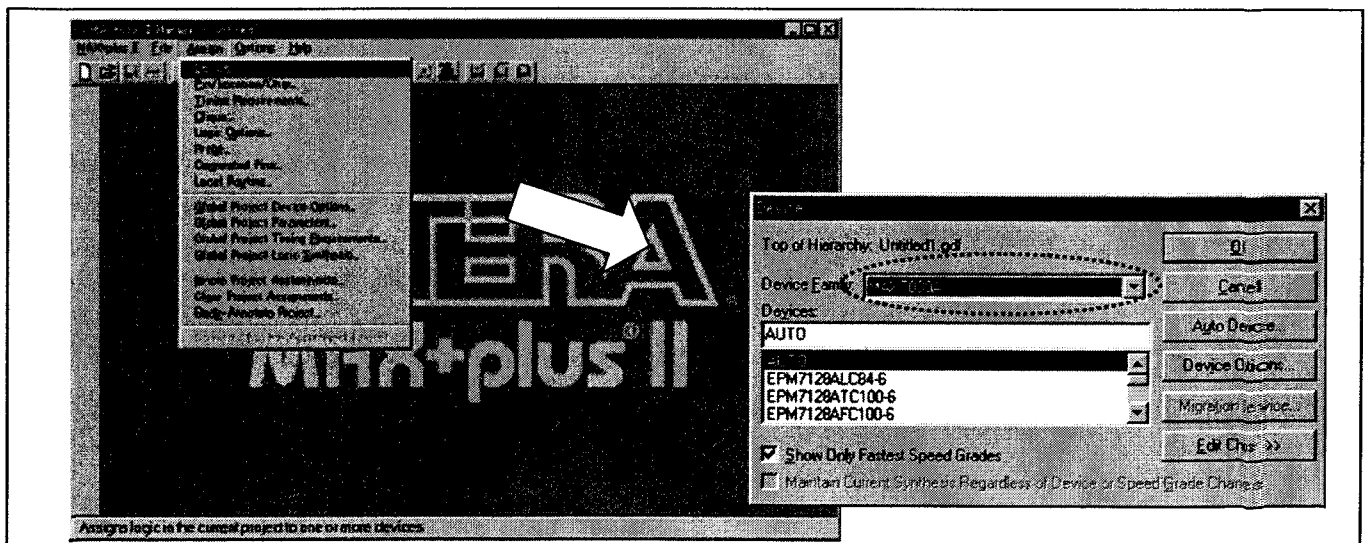 MAX+plus II File Assign Options Help
Timing Requirements...
Clique...
Logic Options...
Probe...
Connected Pins...
Local Routing...
Global Project Device Options...
Global Project Parameters...
Global Project Timing Requirements...
Global Project Logic Synthesis...
Ignore Project Assignments...
Clear Project Assignments...
Back-Annotate Project...
TERA
MAX+plus® II
Assigns logic in the current project to one or more devices
Device
Top of Hierarchy: Untitled1.gdf
Device Family:
Devices:
AUTO
EPM7128ALC84-6
EPM7128ATC100-6
EPM7128AFC100-6
Show Only Fastest Speed Grades
Maintain Current Synthesis Regardless of Device or Speed Grade Changes
OK
Cancel
Auto Device...
Device Options...
Migration Device...
Edit Chip >>